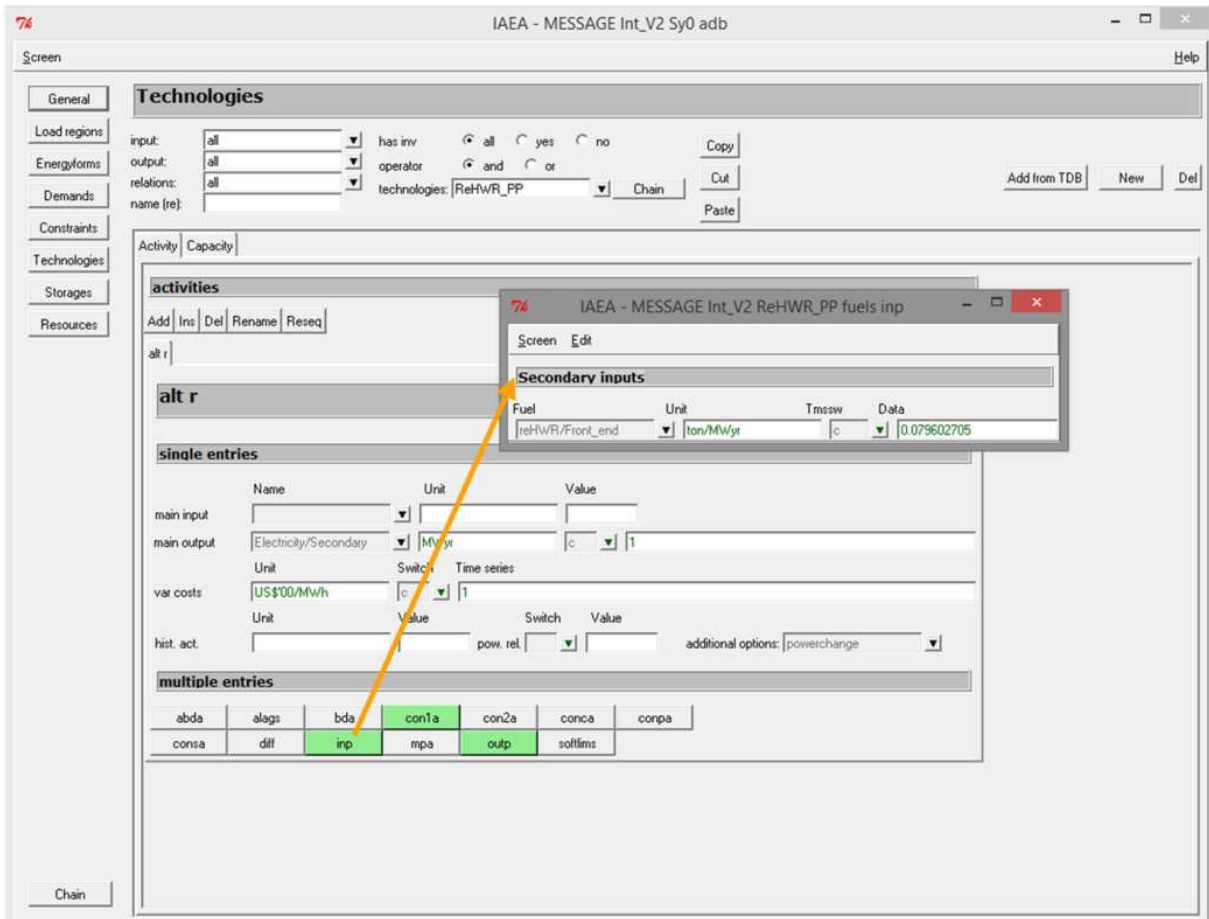 IAEA - MESSAGE Int_V2 Sy0 adb
Screen Help
General
Load regions
Energyforms
Demands
Constraints
Technologies
Storages
Resources
Chain
Technologies
input: all has inv all yes no Copy
output: all operator and or
relations: all technologies: ReHWR_PP Chain Cut
name (re): Paste
Add from TDB New Del
Activity Capacity
activities
Add Ins Del Rename Reseq
alt r
alt r
IAEA - MESSAGE Int_V2 ReHWR_PP fuels inp
Screen Edit
Secondary inputs
Fuel Unit Tmssw Data
reHWR/Front_end ton/MWyr c 0.079602705
single entries
Name Unit Value
main input
main output Electricity/Secondary MWyr c 1
Unit Switch Time series
var costs US$'00/MWh c 1
Unit Value Switch Value
hist. act. pow. rel. additional options: powerchange
multiple entries
abda alags bda con1a con2a conca conpa
consa diff inp mpa outp softlims